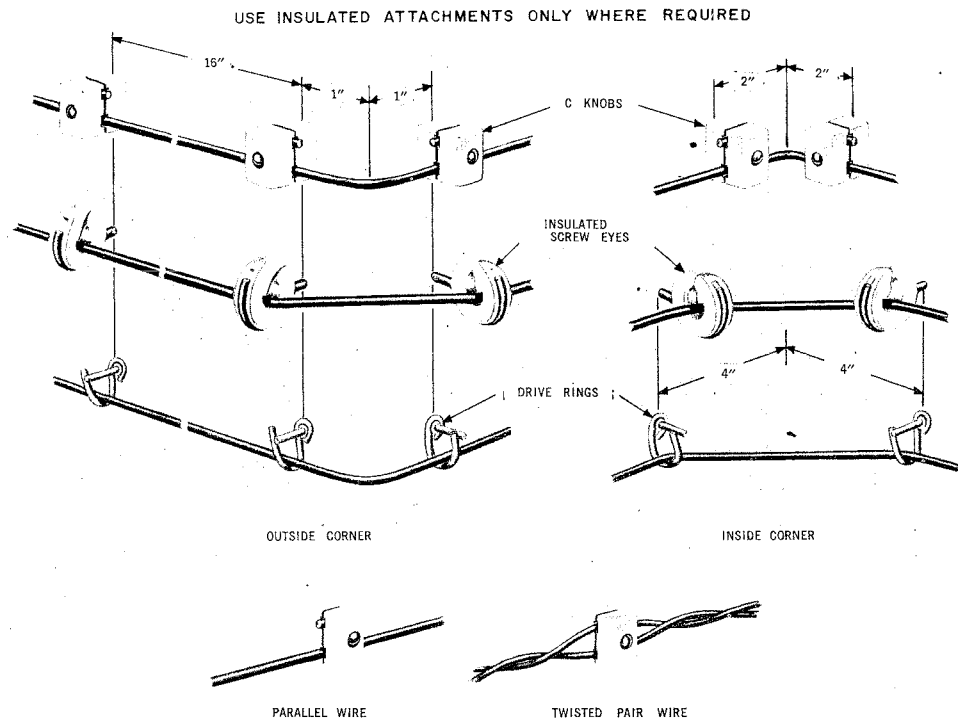 USE INSULATED ATTACHMENTS ONLY WHERE REQUIRED
16"
1"
1"
C KNOBS
2"
2"
INSULATED
SCREW EYES
4"
4"
DRIVE RINGS
OUTSIDE CORNER
INSIDE CORNER
PARALLEL WIRE
TWISTED PAIR WIRE